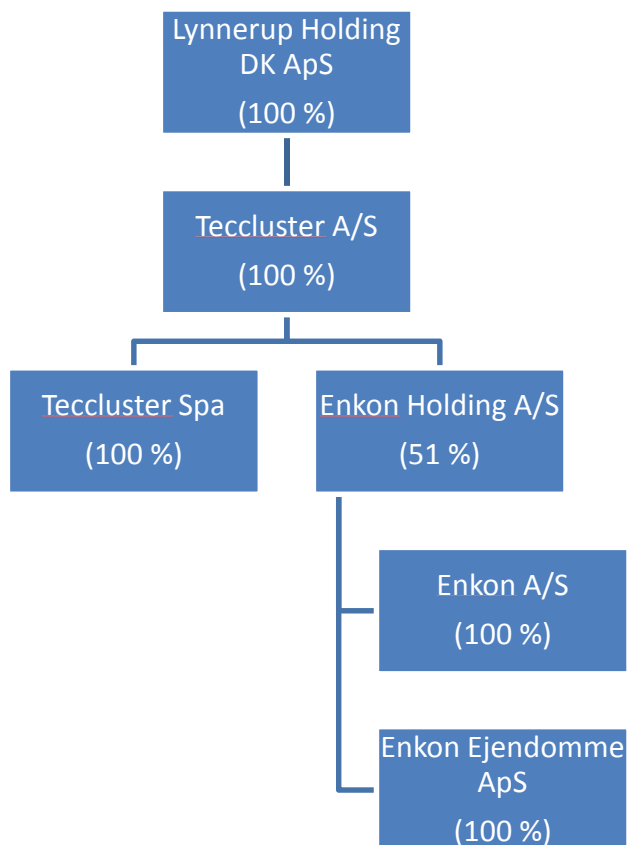 Lynnerup Holding
DK ApS
(100 %)
Teccluster A/S
(100 %)
Teccluster Spa
(100 %)
Enkon Holding A/S
(51 %)
Enkon A/S
(100 %)
Enkon Ejendomme
ApS
(100 %)